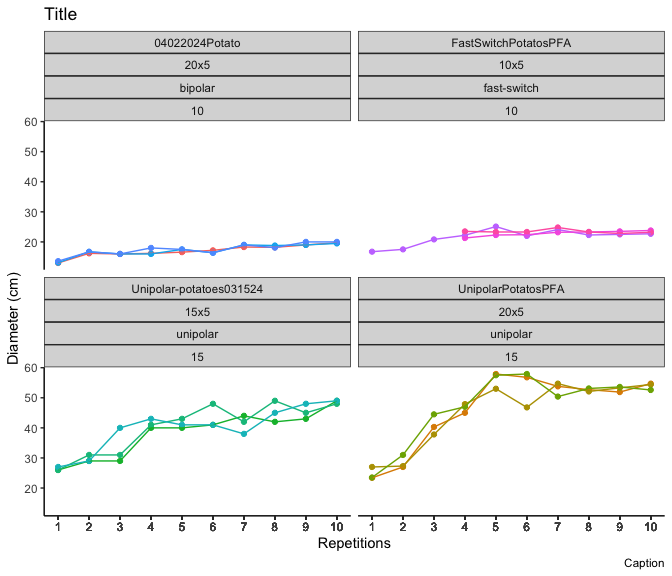 Title
04022024Potato
20x5
bipolar
10
FastSwitchPotatosPFA
10x5
fast-switch
10
60
50
40
30
20
Unipolar-potatoes031524
15x5
unipolar
15
UnipolarPotatosPFA
20x5
unipolar
15
60
50
40
30
20
Diameter (cm)
1 2 3 4 5 6 7 8 9 10
1 2 3 4 5 6 7 8 9 10
Repetitions
Caption